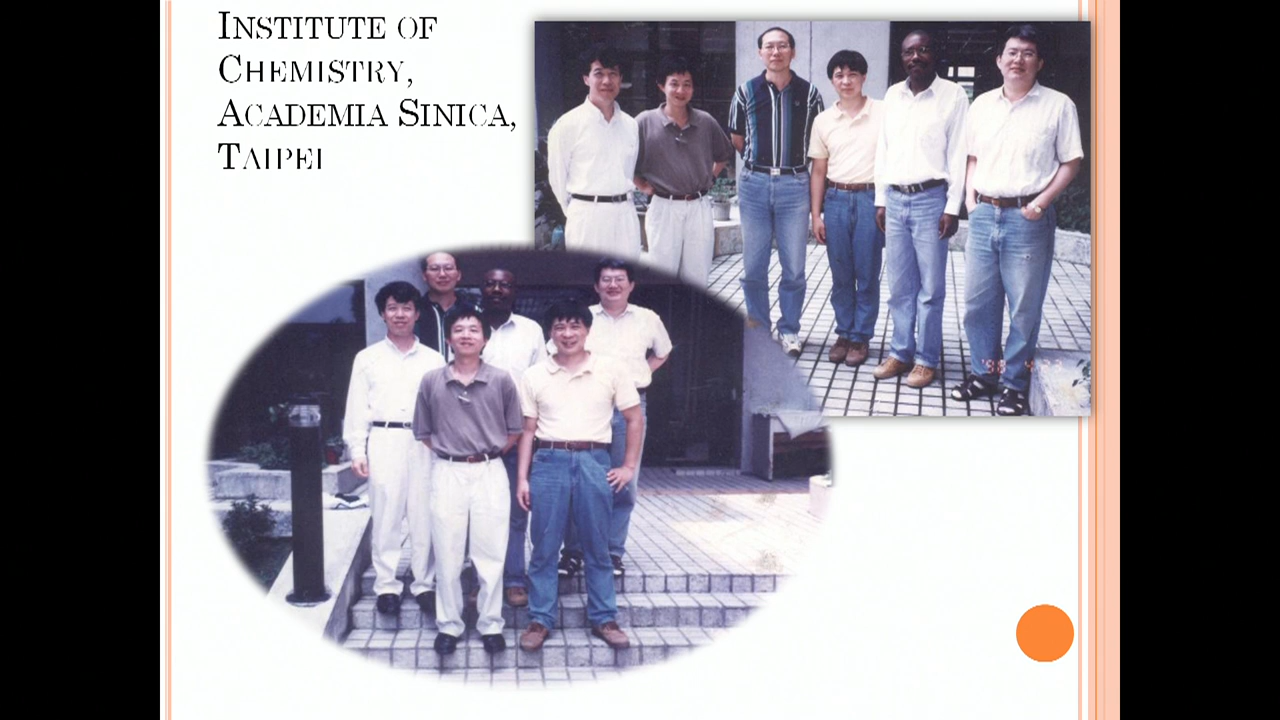 INSTITUTE OF
CHEMISTRY,
ACADEMIA SINICA,
TAIPEI